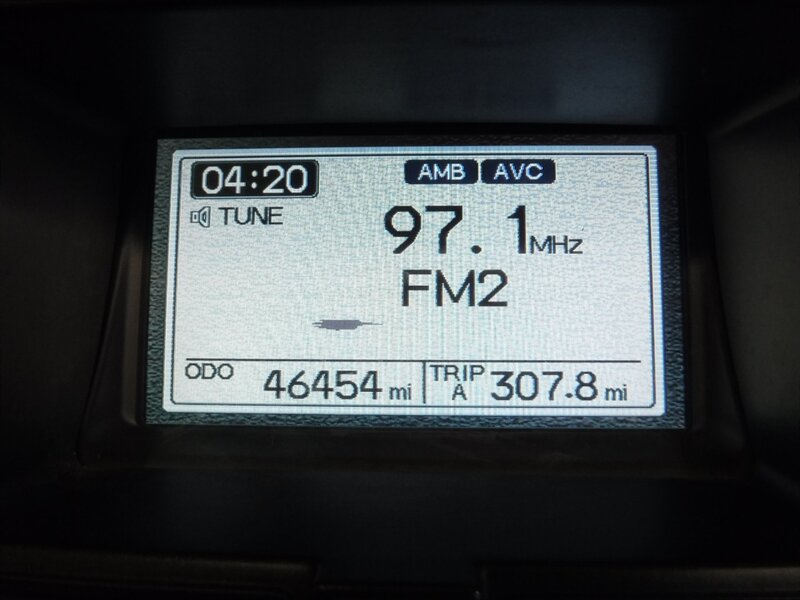 04:20 AMB AVC
TUNE 97.1MHz
FM2
ODO 46454 mi TRIP A 307.8 mi